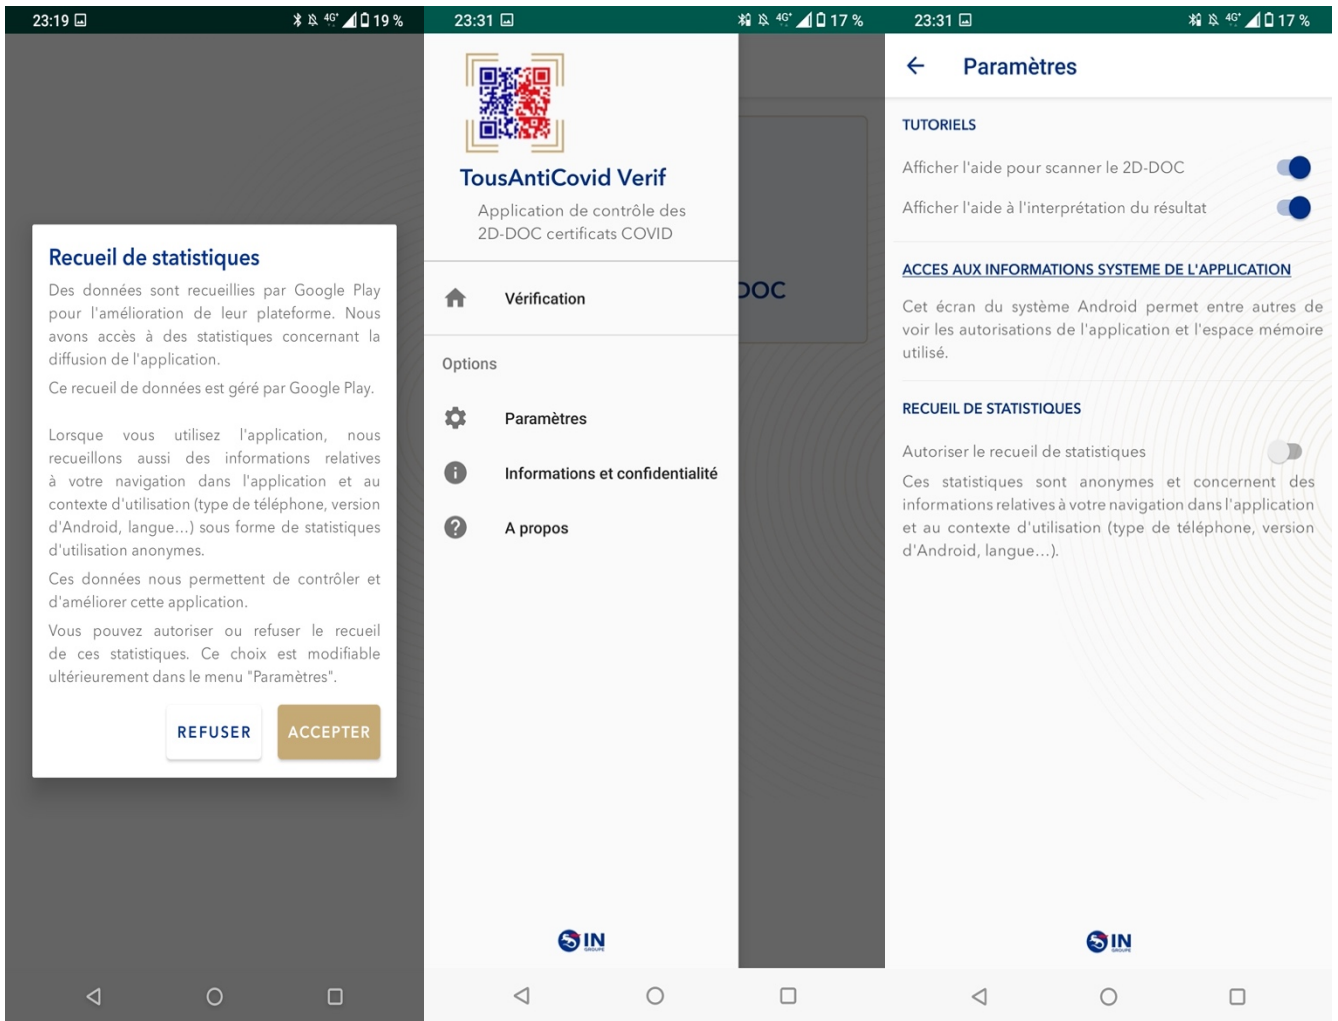 23:19
4G+
19 %
Recueil de statistiques
Des données sont recueillies par Google Play
pour l'amélioration de leur plateforme. Nous
avons accès à des statistiques concernant la
diffusion de l'application.
Ce recueil de données est géré par Google Play.
Lorsque vous utilisez l'application, nous
recueillons aussi des informations relatives
à votre navigation dans l'application et au
contexte d'utilisation (type de téléphone, version
d'Android, langue...) sous forme de statistiques
d'utilisation anonymes.
Ces données nous permettent de contrôler et
d'améliorer cette application.
Vous pouvez autoriser ou refuser le recueil
de ces statistiques. Ce choix est modifiable
ultérieurement dans le menu "Paramètres".
REFUSER
ACCEPTER
23:31
4G+
17 %
TousAntiCovid Verif
Application de contrôle des
2D-DOC certificats COVID
Vérification
DOC
Options
Paramètres
Informations et confidentialité
A propos
IN
GROUPE
23:31
4G+
17 %
Paramètres
TUTORIELS
Afficher l'aide pour scanner le 2D-DOC
Afficher l'aide à l'interprétation du résultat
ACCES AUX INFORMATIONS SYSTEME DE L'APPLICATION
Cet écran du système Android permet entre autres de
voir les autorisations de l'application et l'espace mémoire
utilisé.
RECUEIL DE STATISTIQUES
Autoriser le recueil de statistiques
Ces statistiques sont anonymes et concernent des
informations relatives à votre navigation dans l'application
et au contexte d'utilisation (type de téléphone, version
d'Android, langue...).
IN
GROUPE